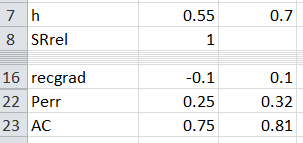 7 h 0.55 0.7
8 SRrel 1
16 recgrad -0.1 0.1
22 Perr 0.25 0.32
23 AC 0.75 0.81